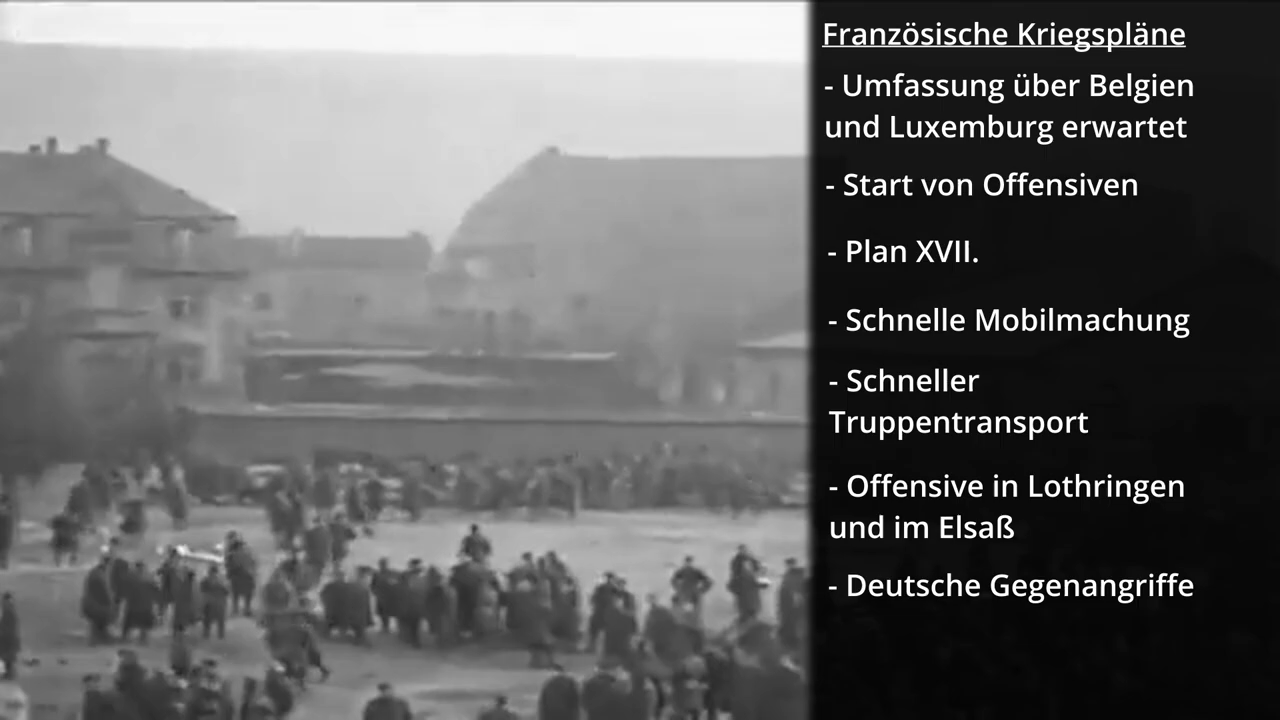 Französische Kriegspläne
- Umfassung über Belgien
und Luxemburg erwartet
- Start von Offensiven
- Plan XVII.
- Schnelle Mobilmachung
- Schneller
Truppentransport
- Offensive in Lothringen
und im Elsaß
- Deutsche Gegenangriffe